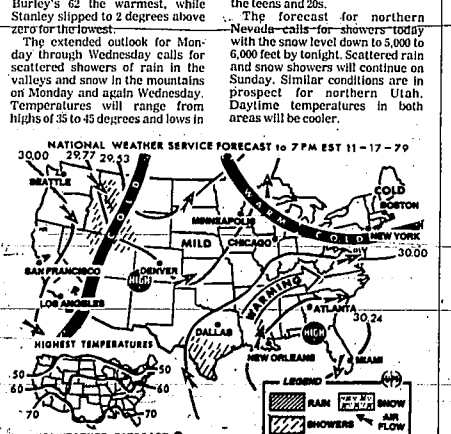 Burley's 62 the warmest, while
Stanley slipped to 2 degrees above
zero for the lowest.
The extended outlook for Mon-
day through Wednesday calls for
scattered showers of rain in the
valleys and snow in the mountains
on Monday and again Wednesday.
Temperatures will range from
highs of 35 to 45 degrees and lows in
the teens and 20s.
The forecast for northern
Nevada calls for showers today
with the snow level down to 5,000 to
6,000 feet by tonight. Scattered rain
and snow showers will continue on
Sunday. Similar conditions are in
prospect for northern Utah.
Daytime temperatures in both
areas will be cooler.
NATIONAL WEATHER SERVICE FORECAST to 7 PM EST 11-17-79
30.00 29.77 29.53
SEATTLE
COLD
WARM
COLD
COLD
BOSTON
NEW YORK
MINNEAPOLIS
MILD
CHICAGO
30.00
SAN FRANCISCO
DENVER
HIGH
LOS ANGELES
WARMING
ATLANTA
30.24
DALLAS
HIGH
NEW ORLEANS
MIAMI
HIGHEST TEMPERATURES
50
60
70
50
60
70
LEGEND
RAIN
SNOW
SHOWERS
AIR
FLOW